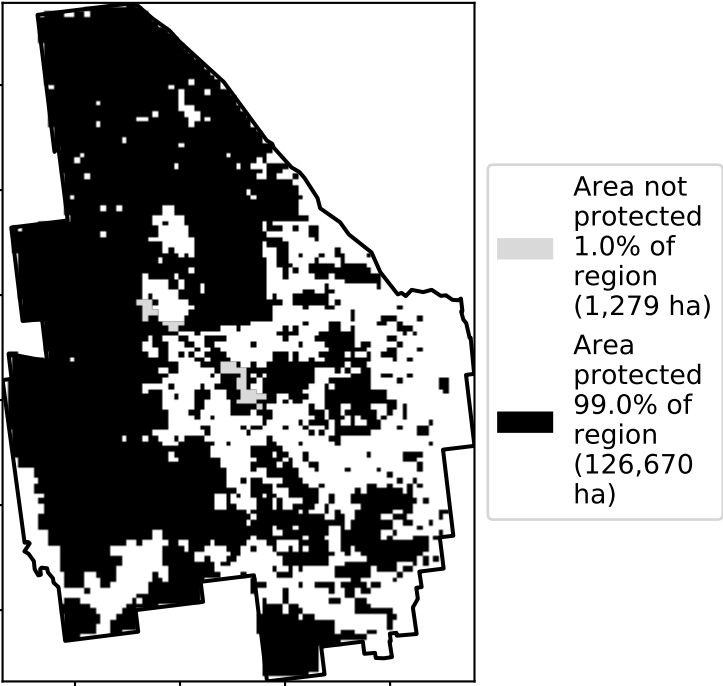 Area not
protected
1.0% of
region
(1,279 ha)
Area
protected
99.0% of
region
(126,670
ha)